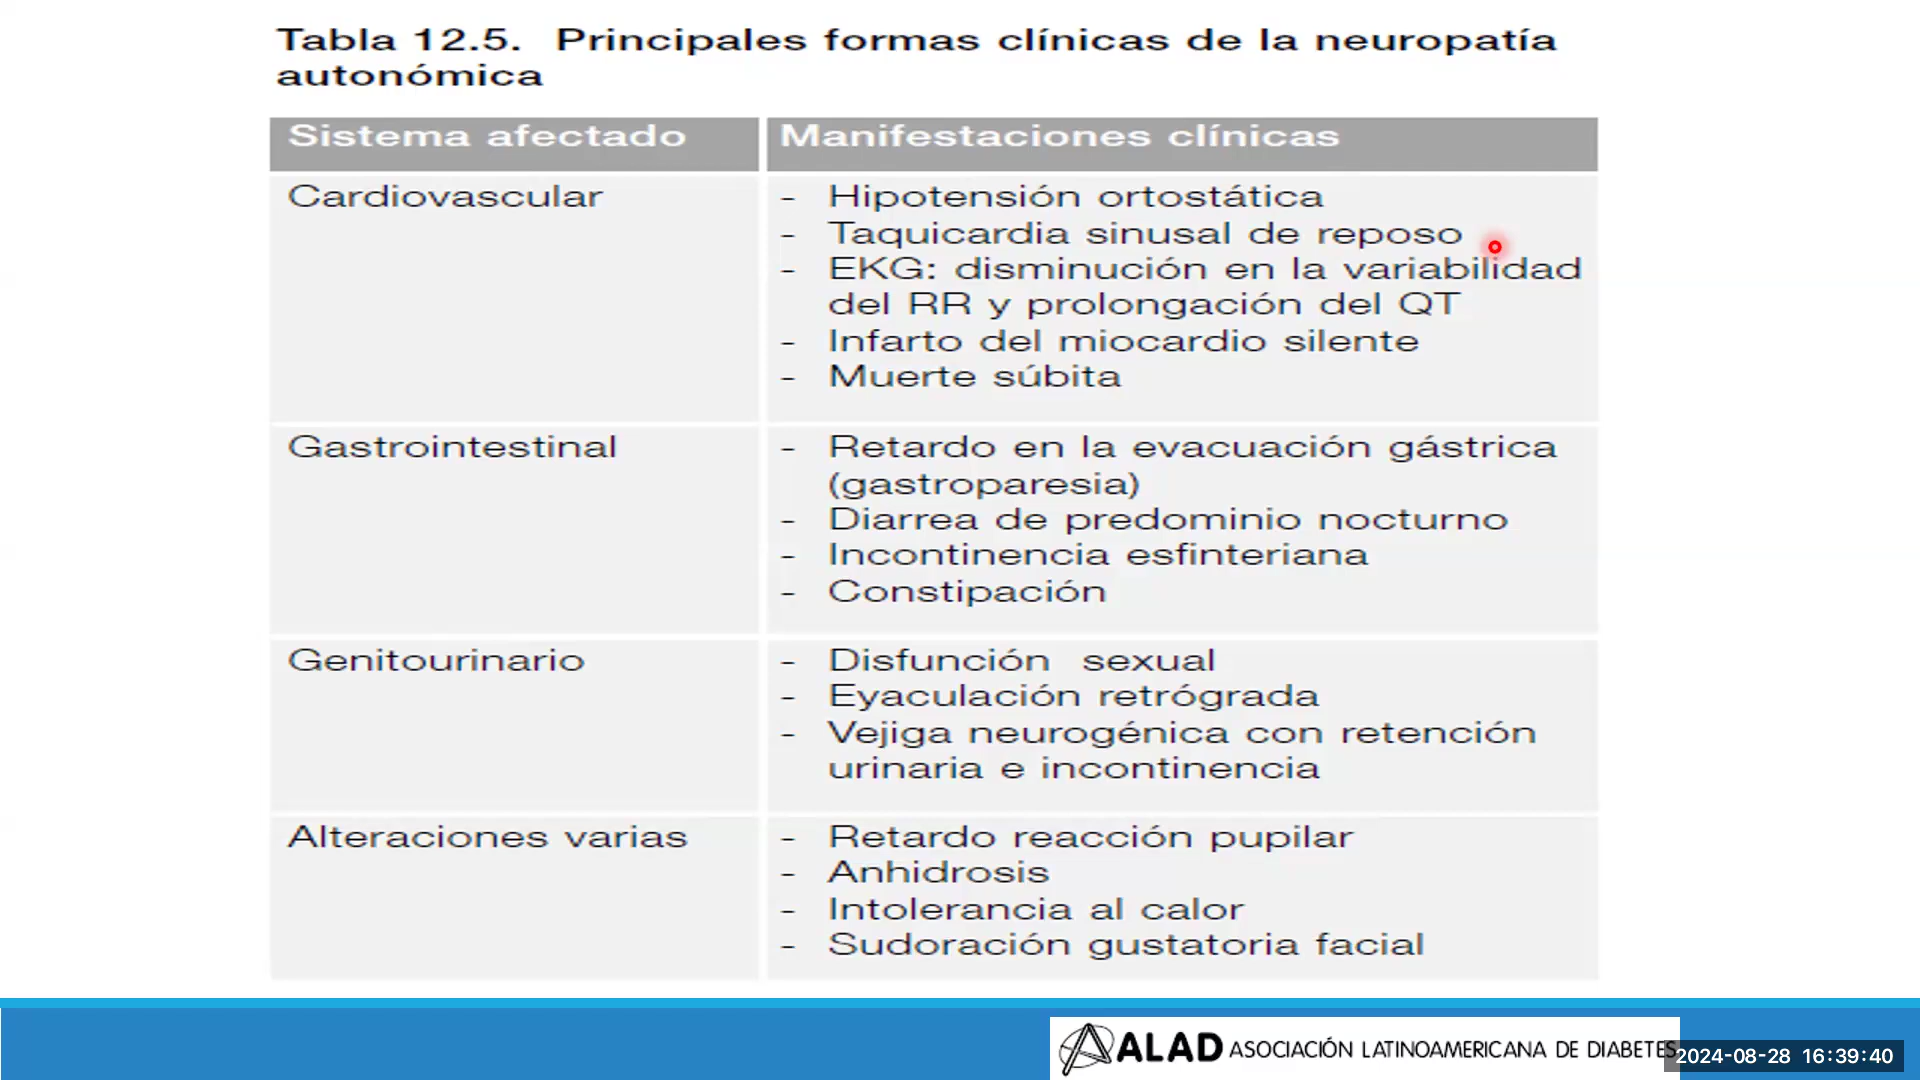 Tabla 12.5. Principales formas clínicas de la neuropatía
autonómica
Sistema afectado
Manifestaciones clínicas
Cardiovascular
- Hipotensión ortostática
- Taquicardia sinusal de reposo
- EKG: disminución en la variabilidad
del RR y prolongación del QT
- Infarto del miocardio silente
- Muerte súbita
Gastrointestinal
- Retardo en la evacuación gástrica
(gastroparesia)
- Diarrea de predominio nocturno
- Incontinencia esfinteriana
- Constipación
Genitourinario
- Disfunción sexual
- Eyaculación retrógrada
- Vejiga neurogénica con retención
urinaria e incontinencia
Alteraciones varias
- Retardo reacción pupilar
- Anhidrosis
- Intolerancia al calor
- Sudoración gustatoria facial
ALAD ASOCIACIÓN LATINOAMERICANA DE DIABETES
2024-08-28 16:39:40